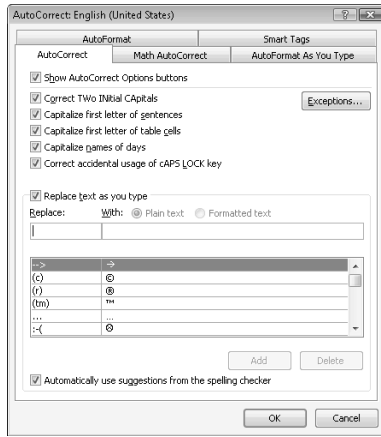 AutoCorrect: English (United States)
AutoFormat Smart Tags
AutoCorrect Math AutoCorrect AutoFormat As You Type
Show AutoCorrect Options buttons
Correct TWo INitial CApitals
Exceptions...
Capitalize first letter of sentences
Capitalize first letter of table cells
Capitalize names of days
Correct accidental usage of cAPS LOCK key
Replace text as you type
Replace: With: Plain text Formatted text
--> →
(c) ©
(r) ®
(tm) ™
... ...
:-( ☹
Add Delete
Automatically use suggestions from the spelling checker
OK Cancel